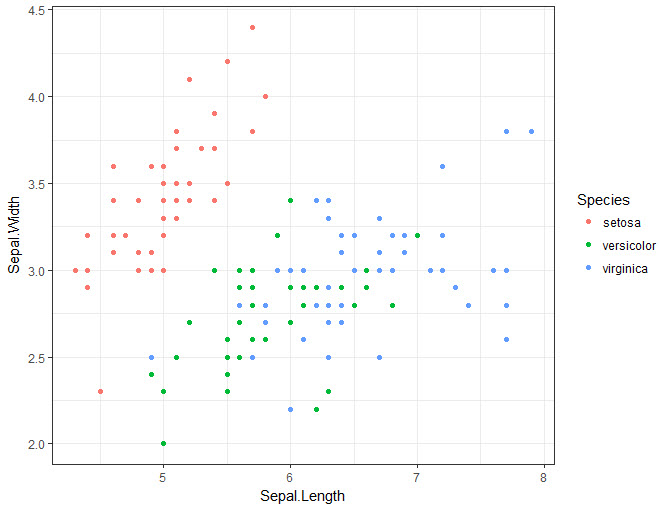 4.5
4.0
3.5
3.0
2.5
2.0
Sepal.Width
5 6 7 8
Sepal.Length
Species
setosa
versicolor
virginica